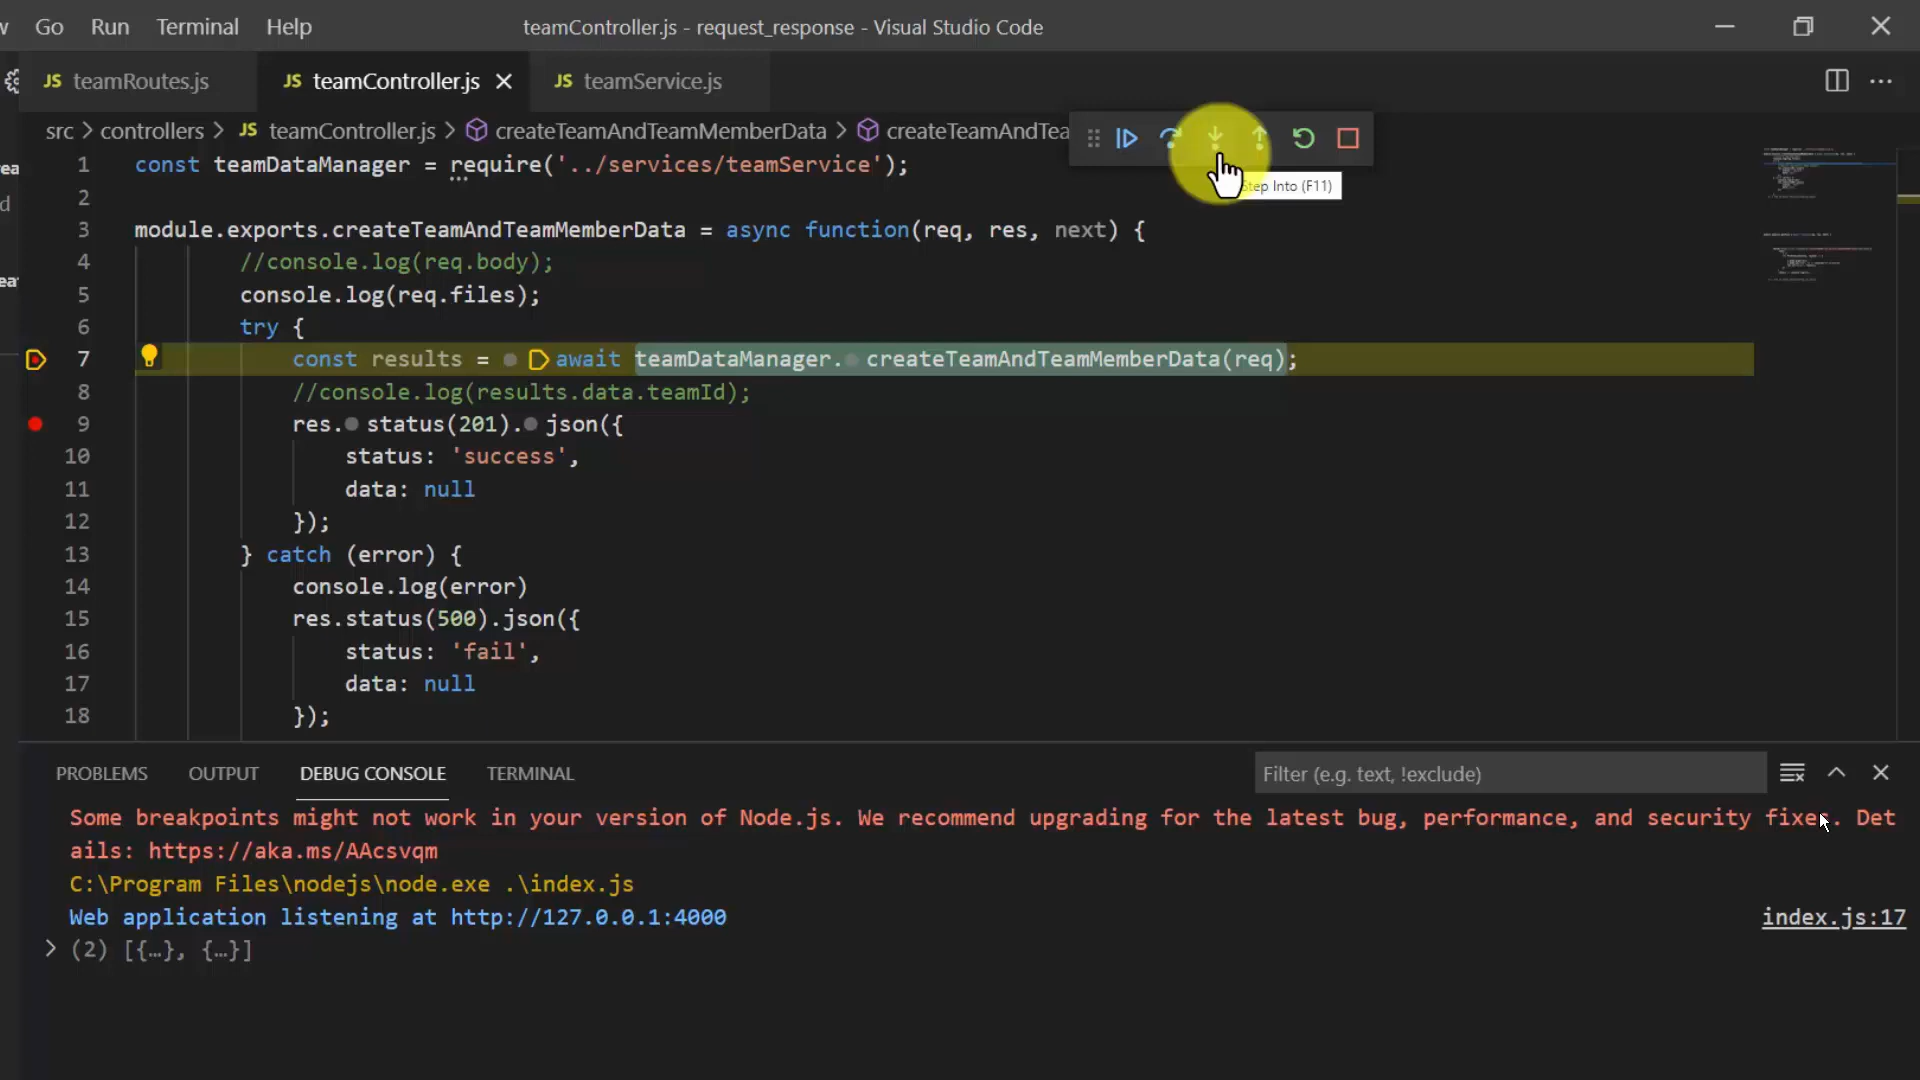 Go Run Terminal Help teamController.js - request_response - Visual Studio Code
JS teamRoutes.js JS teamController.js JS teamService.js
src > controllers > JS teamController.js > createTeamAndTeamMemberData > createTeamAndTea
Step Into (F11)
1 const teamDataManager = require('../services/teamService');
2
3 module.exports.createTeamAndTeamMemberData = async function(req, res, next) {
4 //console.log(req.body);
5 console.log(req.files);
6 try {
7 const results = await teamDataManager.createTeamAndTeamMemberData(req);
8 //console.log(results.data.teamId);
9 res.status(201).json({
10 status: 'success',
11 data: null
12 });
13 } catch (error) {
14 console.log(error)
15 res.status(500).json({
16 status: 'fail',
17 data: null
18 });
PROBLEMS OUTPUT DEBUG CONSOLE TERMINAL Filter (e.g. text, !exclude)
Some breakpoints might not work in your version of Node.js. We recommend upgrading for the latest bug, performance, and security fixes. Det
ails: https://aka.ms/AAcsvqm
C:\Program Files\nodejs\node.exe .\index.js
Web application listening at http://127.0.0.1:4000 index.js:17
> (2) [{…}, {…}]